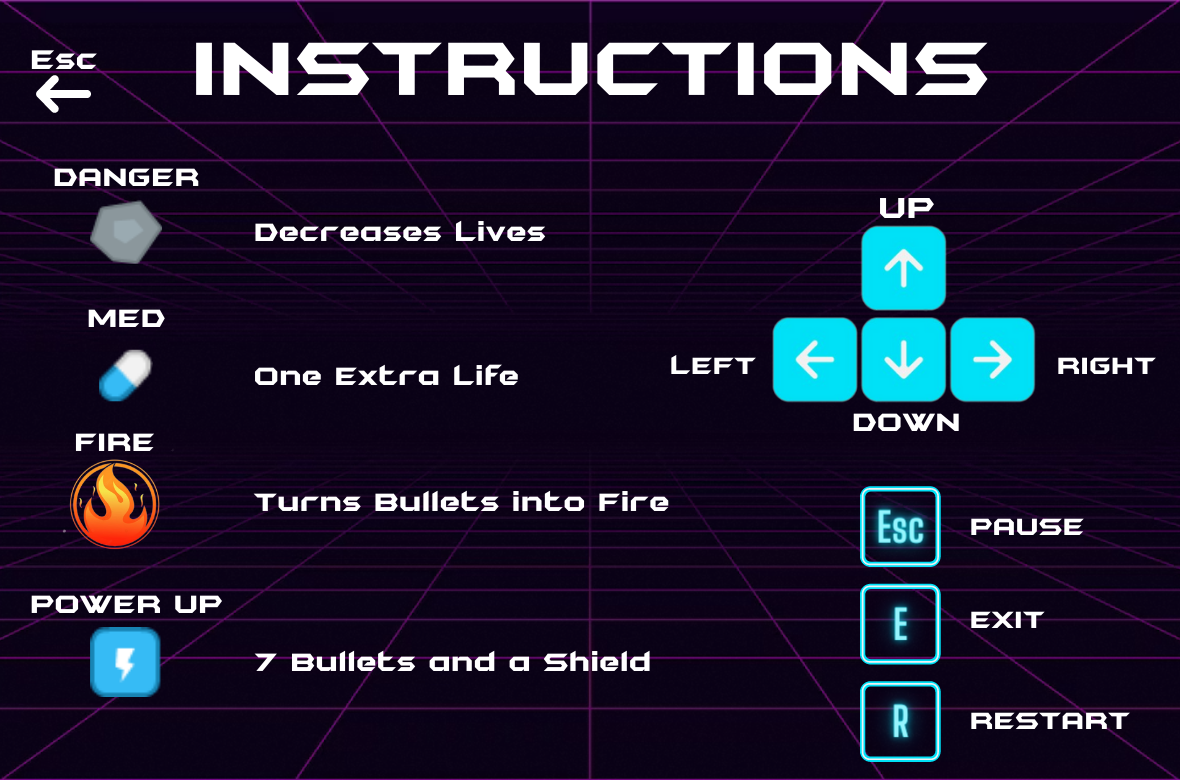 Esc
INSTRUCTIONS
DANGER
Decreases Lives
MED
One Extra Life
FIRE
Turns Bullets into Fire
POWER UP
7 Bullets and a Shield
UP
LEFT
RIGHT
DOWN
Esc PAUSE
E EXIT
R RESTART